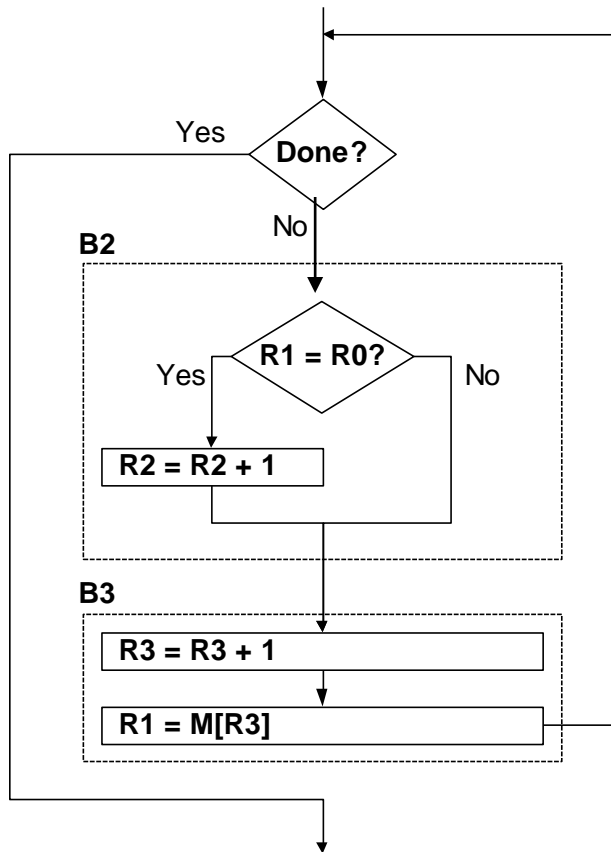 Yes
Done?
No
B2
R1 = R0?
Yes
No
R2 = R2 + 1
B3
R3 = R3 + 1
R1 = M[R3]